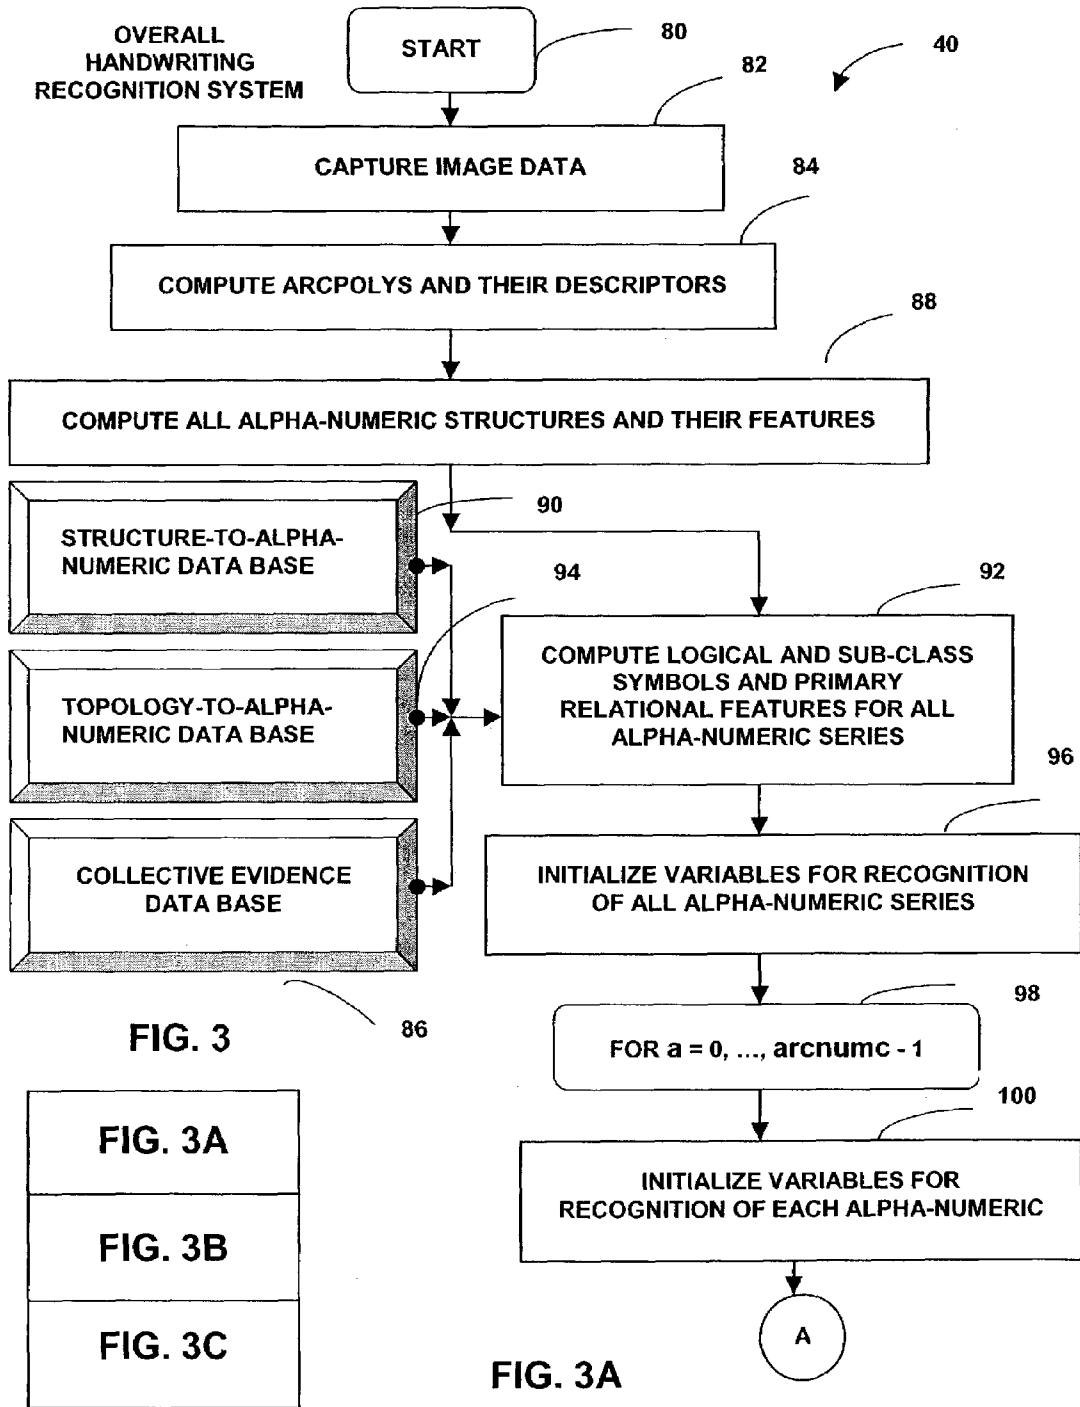 OVERALL
HANDWRITING
RECOGNITION SYSTEM
START
80
40
82
CAPTURE IMAGE DATA
84
COMPUTE ARCPOLYS AND THEIR DESCRIPTORS
88
COMPUTE ALL ALPHA-NUMERIC STRUCTURES AND THEIR FEATURES
90
STRUCTURE-TO-ALPHA-
NUMERIC DATA BASE
94
92
COMPUTE LOGICAL AND SUB-CLASS
SYMBOLS AND PRIMARY
RELATIONAL FEATURES FOR ALL
ALPHA-NUMERIC SERIES
TOPOLOGY-TO-ALPHA-
NUMERIC DATA BASE
96
COLLECTIVE EVIDENCE
DATA BASE
INITIALIZE VARIABLES FOR RECOGNITION
OF ALL ALPHA-NUMERIC SERIES
86
98
FOR a = 0, ..., arcnumc - 1
100
INITIALIZE VARIABLES FOR
RECOGNITION OF EACH ALPHA-NUMERIC
A
FIG. 3
FIG. 3A
FIG. 3B
FIG. 3C
FIG. 3A